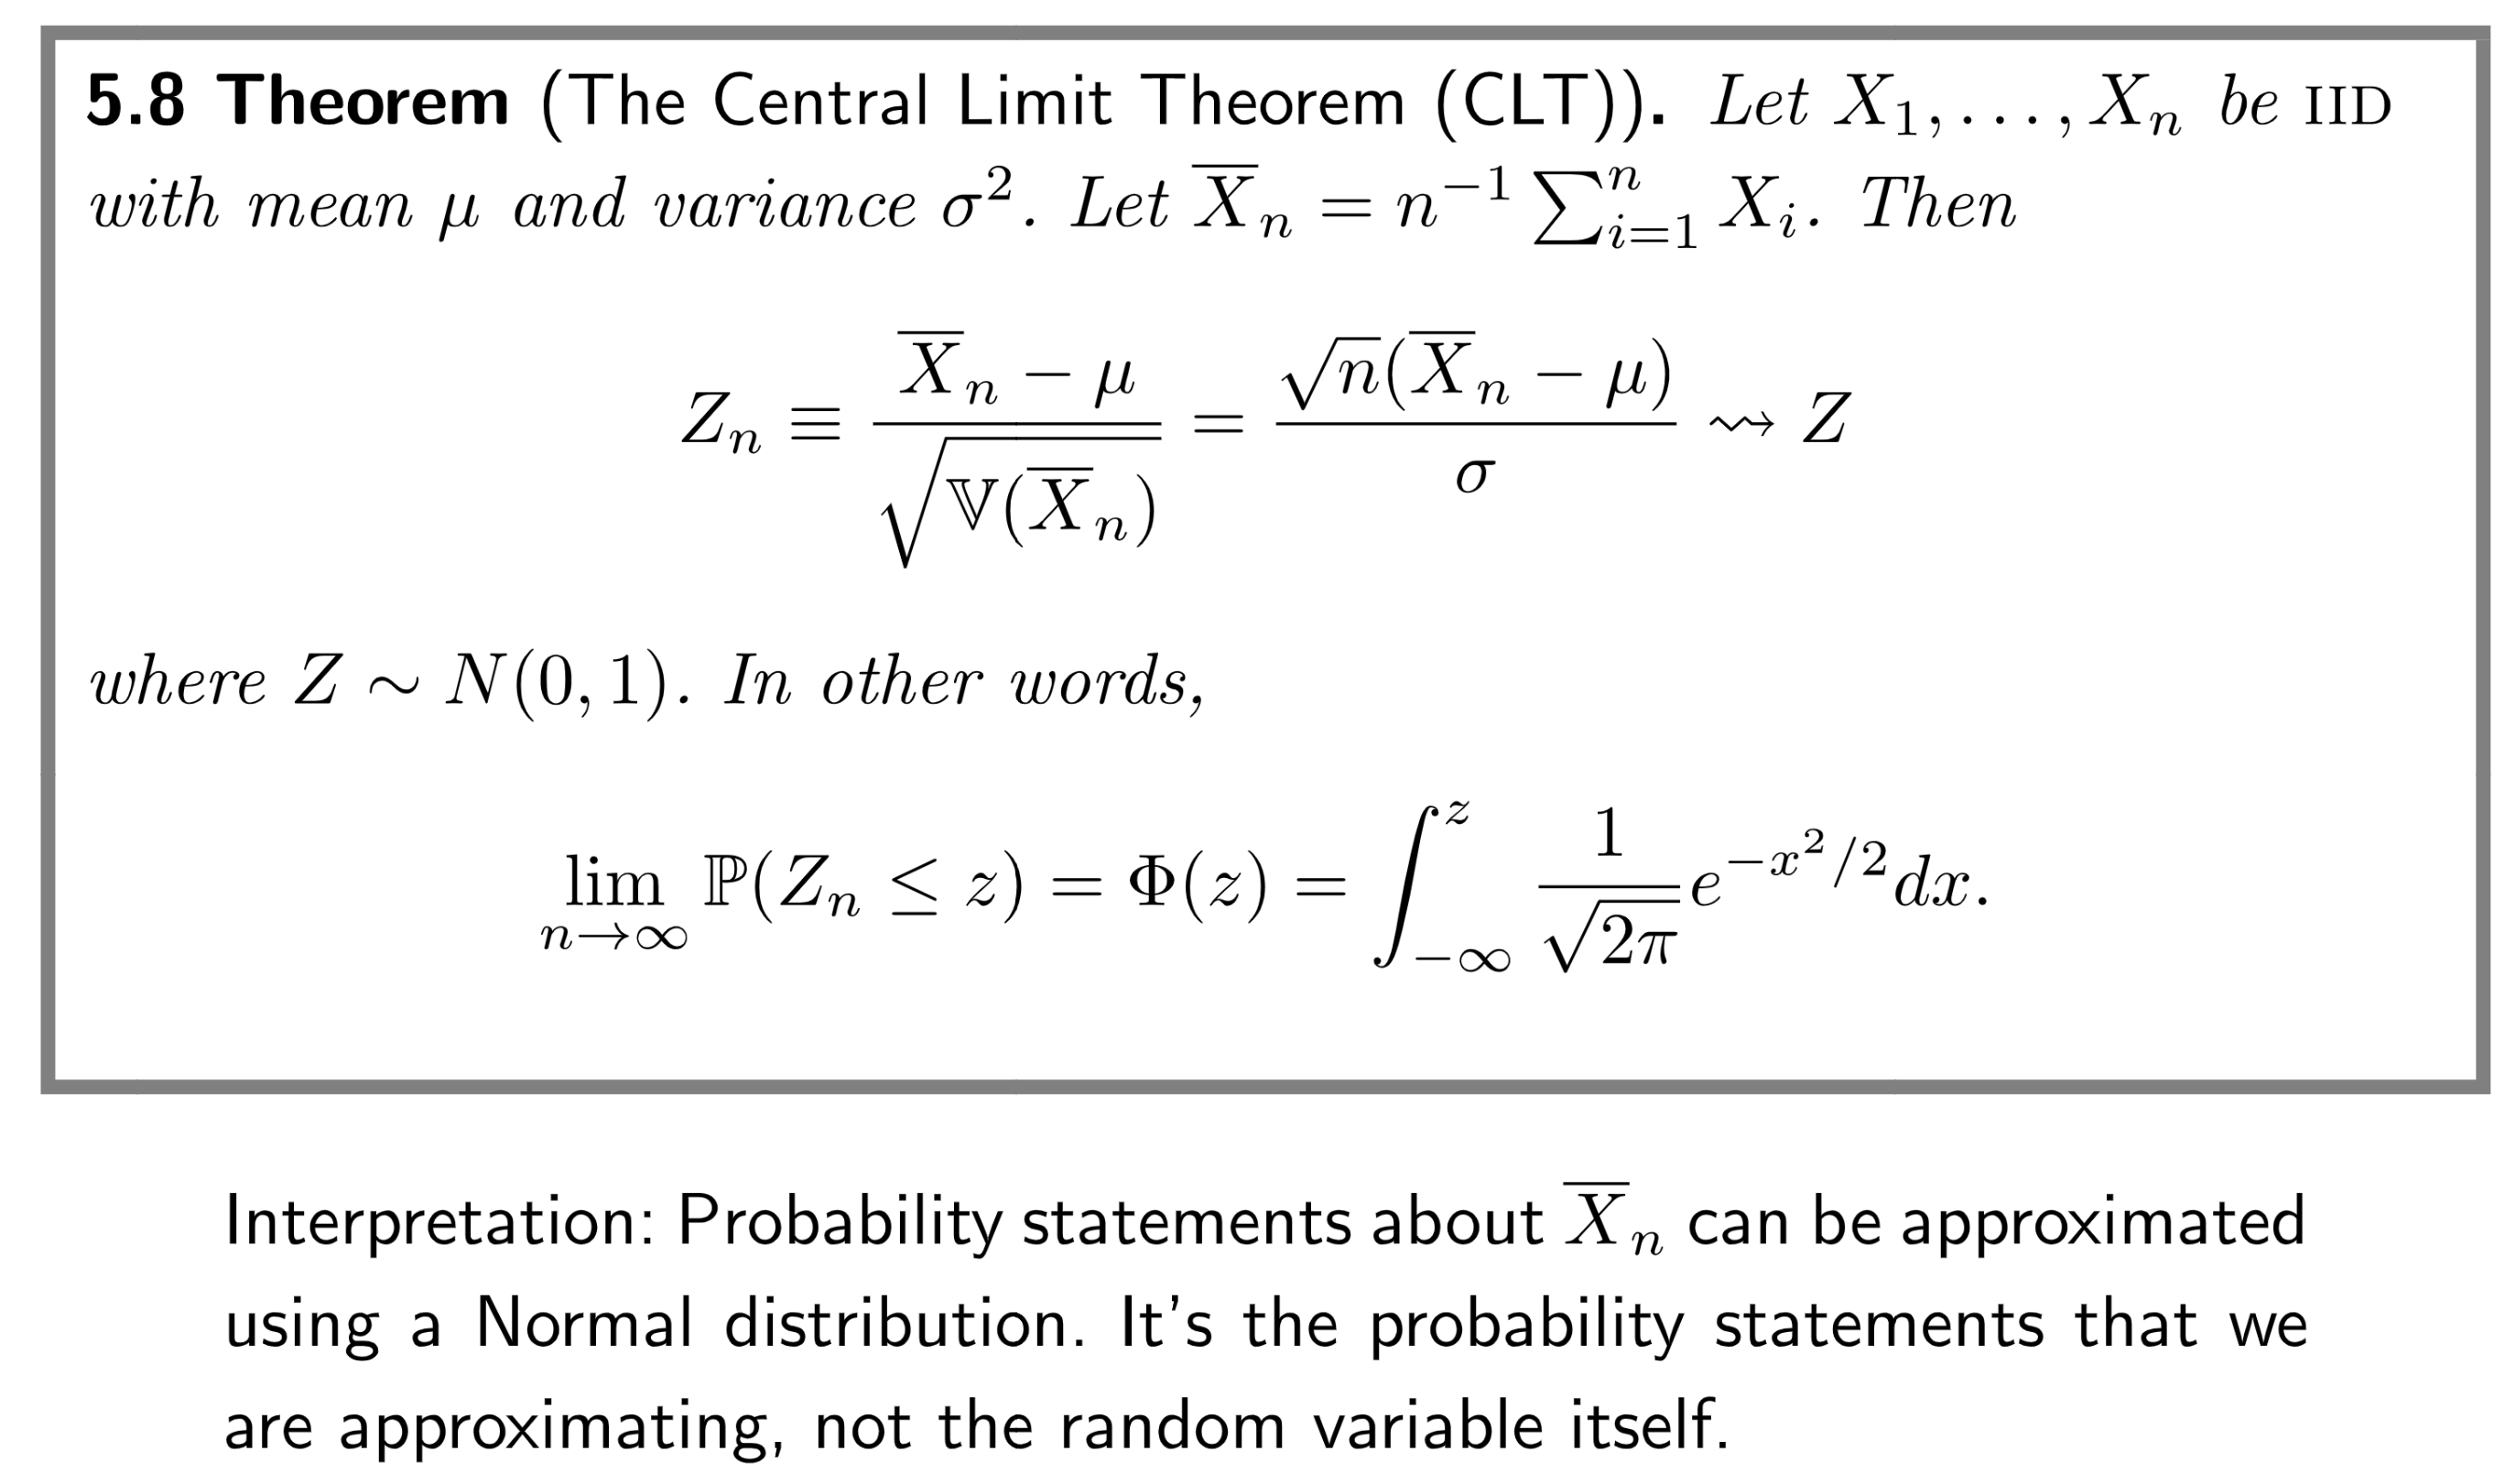 5.8 Theorem (The Central Limit Theorem (CLT)). Let $X_1, \ldots, X_n$ be IID
with mean $\mu$ and variance $\sigma^2$. Let $\overline{X}_n = n^{-1} \sum_{i=1}^{n} X_i$. Then
$Z_n \equiv \frac{\overline{X}_n - \mu}{\sqrt{\mathbb{V}(\overline{X}_n)}} = \frac{\sqrt{n}(\overline{X}_n - \mu)}{\sigma} \rightsquigarrow Z$
where $Z \sim N(0, 1)$. In other words,
$\lim_{n \to \infty} \mathbb{P}(Z_n \leq z) = \Phi(z) = \int_{-\infty}^{z} \frac{1}{\sqrt{2\pi}} e^{-x^2/2} dx.$
Interpretation: Probability statements about $\overline{X}_n$ can be approximated
using a Normal distribution. It's the probability statements that we
are approximating, not the random variable itself.